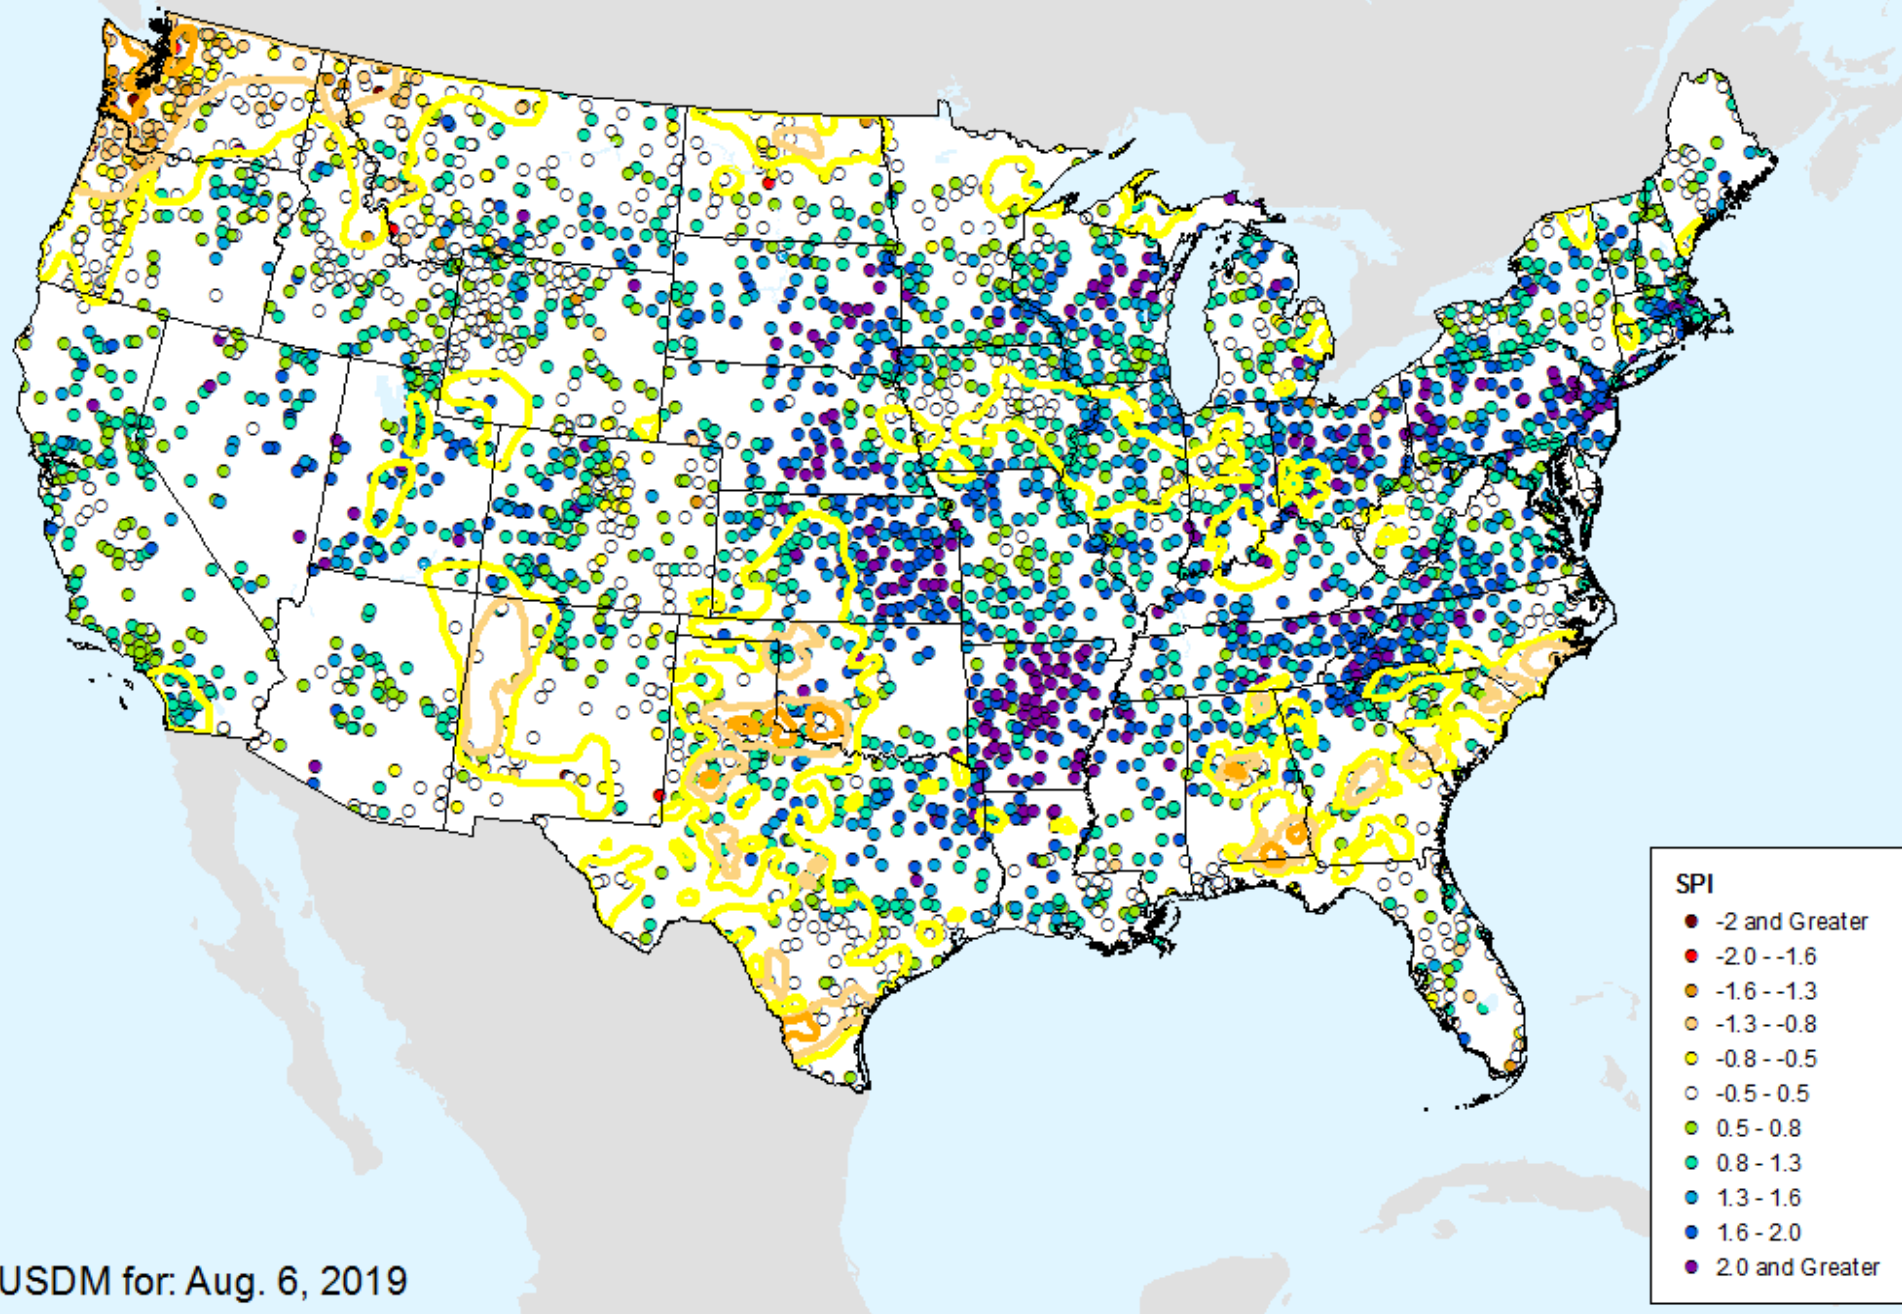 SPI
-2 and Greater
-2.0 - -1.6
-1.6 - -1.3
-1.3 - -0.8
-0.8 - -0.5
-0.5 - 0.5
0.5 - 0.8
0.8 - 1.3
1.3 - 1.6
1.6 - 2.0
2.0 and Greater
USDM for: Aug. 6, 2019